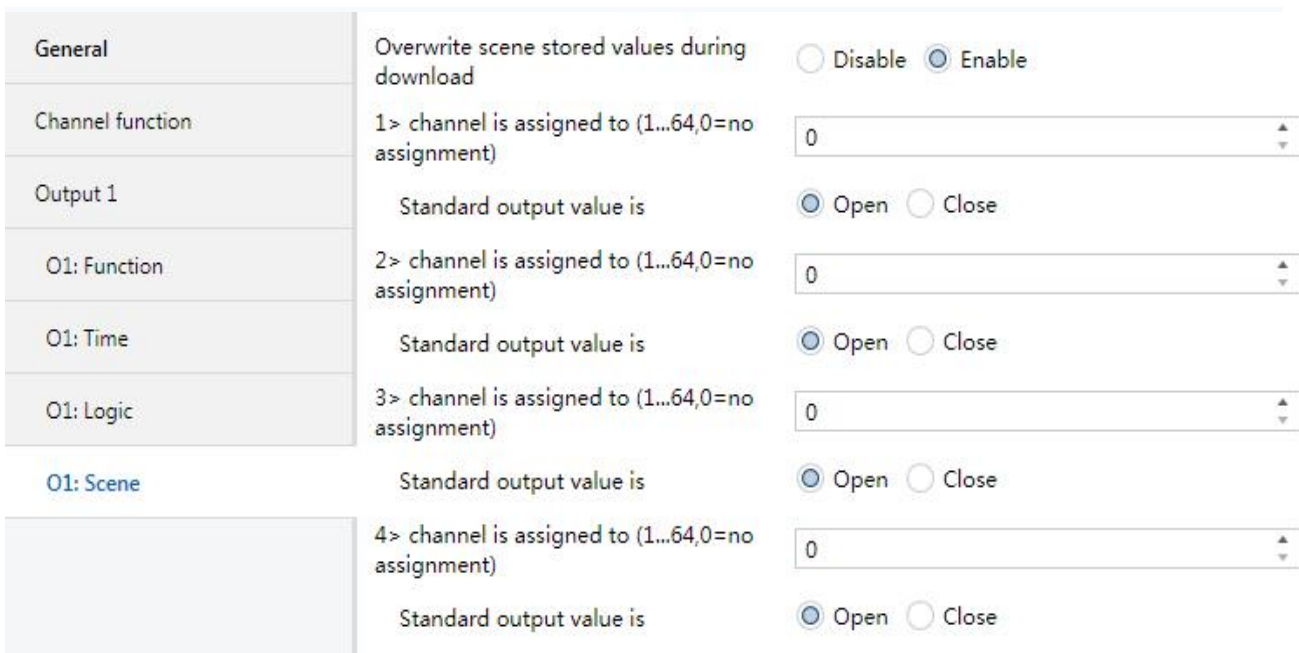 General
Channel function
Output 1
O1: Function
O1: Time
O1: Logic
O1: Scene
Overwrite scene stored values during
download
Disable Enable
1> channel is assigned to (1...64,0=no
assignment)
0
Standard output value is
Open Close
2> channel is assigned to (1...64,0=no
assignment)
0
Standard output value is
Open Close
3> channel is assigned to (1...64,0=no
assignment)
0
Standard output value is
Open Close
4> channel is assigned to (1...64,0=no
assignment)
0
Standard output value is
Open Close